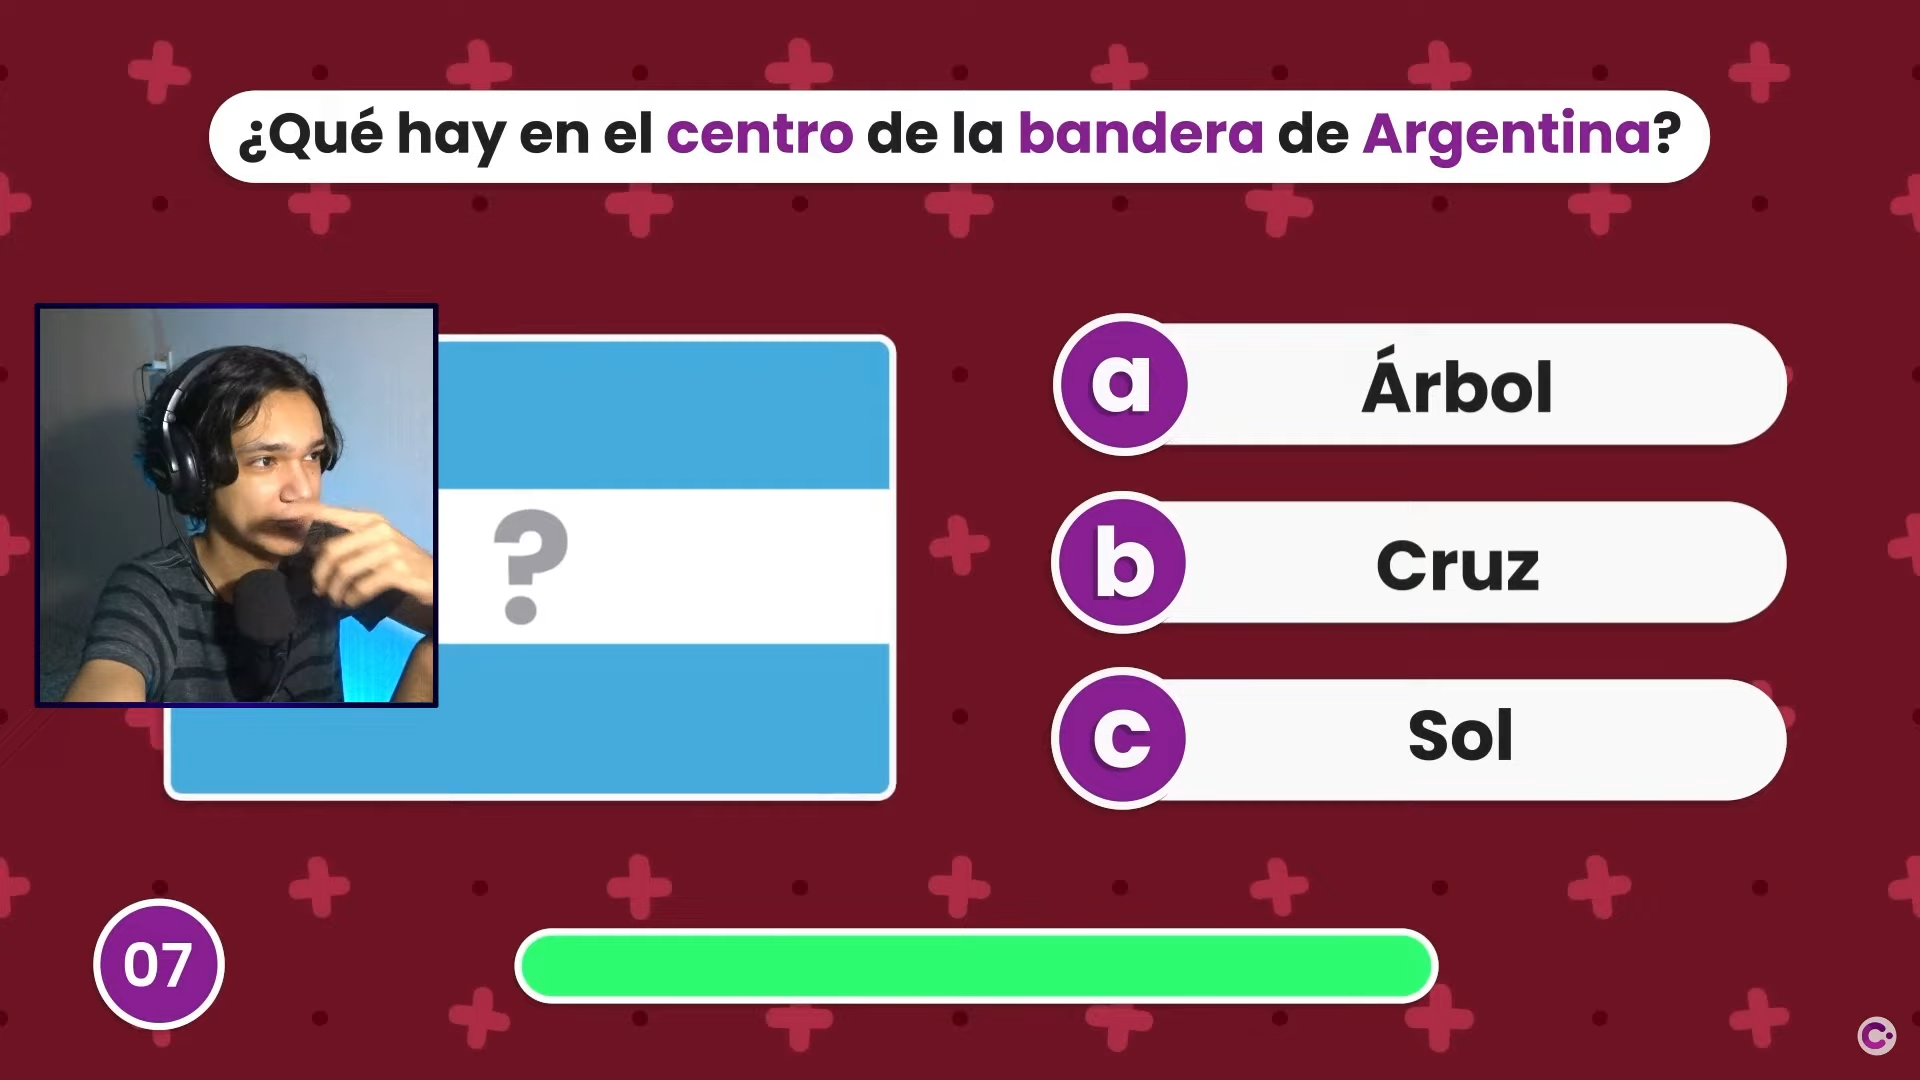 ¿Qué hay en el centro de la bandera de Argentina?
?
a Árbol
b Cruz
c Sol
07